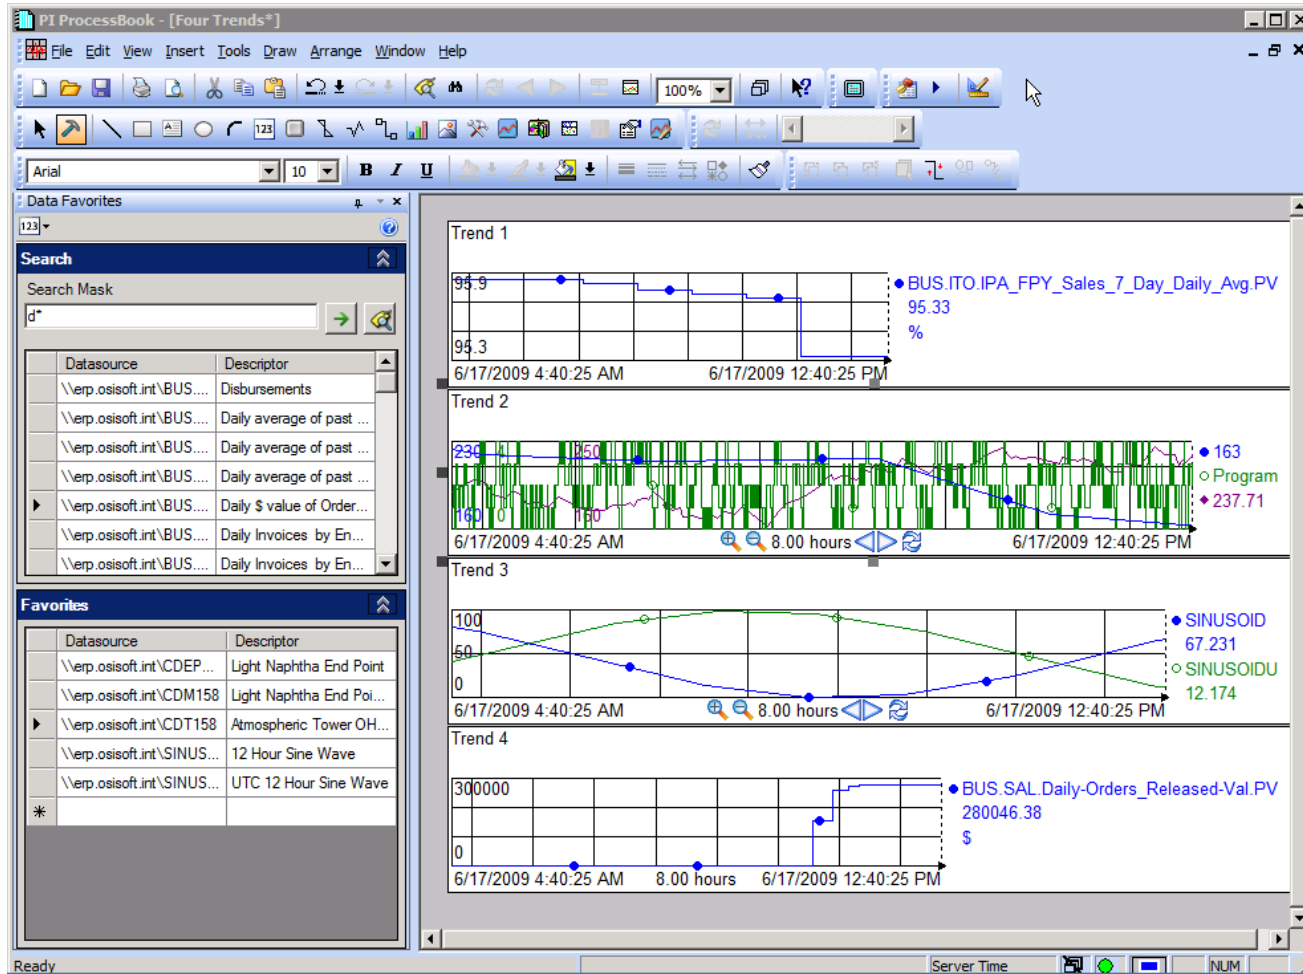 PI ProcessBook - [Four Trends*]
File Edit View Insert Tools Draw Arrange Window Help
100%
123
Arial 10 B I U
Data Favorites
123
Search
Search Mask
d*
Datasource Descriptor
\\erp.osisoft.int\BUS.... Disbursements
\\erp.osisoft.int\BUS.... Daily average of past ...
\\erp.osisoft.int\BUS.... Daily average of past ...
\\erp.osisoft.int\BUS.... Daily average of past ...
\\erp.osisoft.int\BUS.... Daily $ value of Order...
\\erp.osisoft.int\BUS.... Daily Invoices by En...
\\erp.osisoft.int\BUS.... Daily Invoices by En...
Favorites
Datasource Descriptor
\\erp.osisoft.int\CDEP... Light Naphtha End Point
\\erp.osisoft.int\CDM158 Light Naphtha End Poi...
\\erp.osisoft.int\CDT158 Atmospheric Tower OH...
\\erp.osisoft.int\SINUS... 12 Hour Sine Wave
\\erp.osisoft.int\SINUS... UTC 12 Hour Sine Wave
Trend 1
95.9 BUS.ITO.IPA_FPY_Sales_7_Day_Daily_Avg.PV
95.33
%
95.3
6/17/2009 4:40:25 AM 6/17/2009 12:40:25 PM
Trend 2
230 4 250 163
Program
237.71
160 0 150
6/17/2009 4:40:25 AM 8.00 hours 6/17/2009 12:40:25 PM
Trend 3
100 SINUSOID
67.231
50 SINUSOIDU
0 12.174
6/17/2009 4:40:25 AM 8.00 hours 6/17/2009 12:40:25 PM
Trend 4
300000 BUS.SAL.Daily-Orders_Released-Val.PV
280046.38
$
0
6/17/2009 4:40:25 AM 8.00 hours 6/17/2009 12:40:25 PM
Ready Server Time NUM